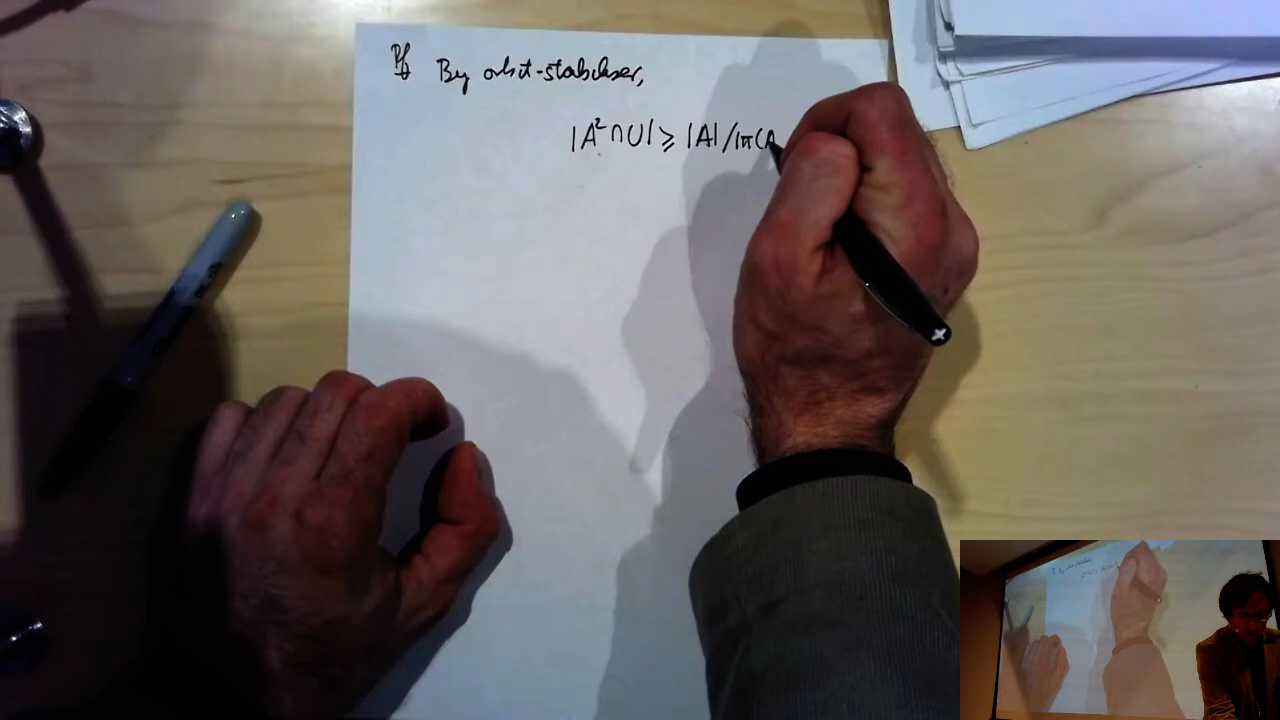 Pf By orbit-stabiliser,
|A² ∩ U| ⩾ |A| / |π(A